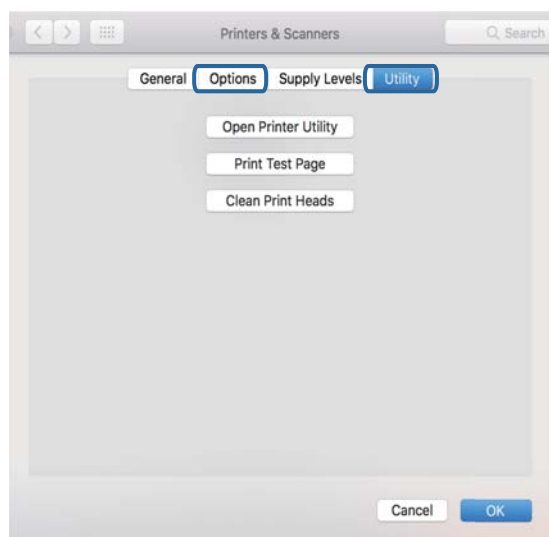 Printers & Scanners Search
General Options Supply Levels Utility
Open Printer Utility
Print Test Page
Clean Print Heads
Cancel OK